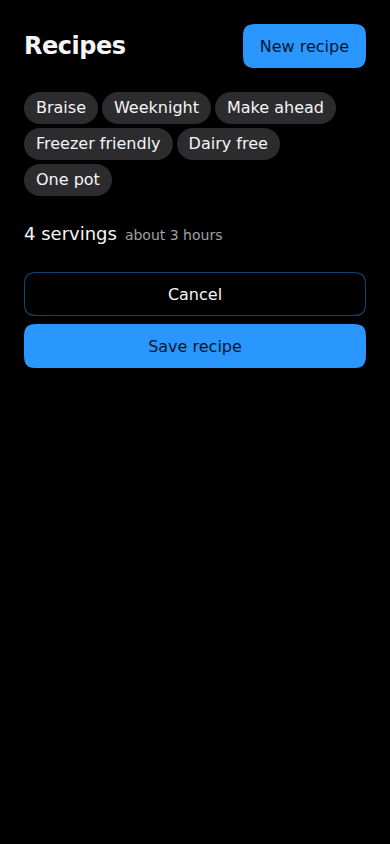 Recipes New recipe
Braise Weeknight Make ahead
Freezer friendly Dairy free
One pot
4 servings about 3 hours
Cancel
Save recipe